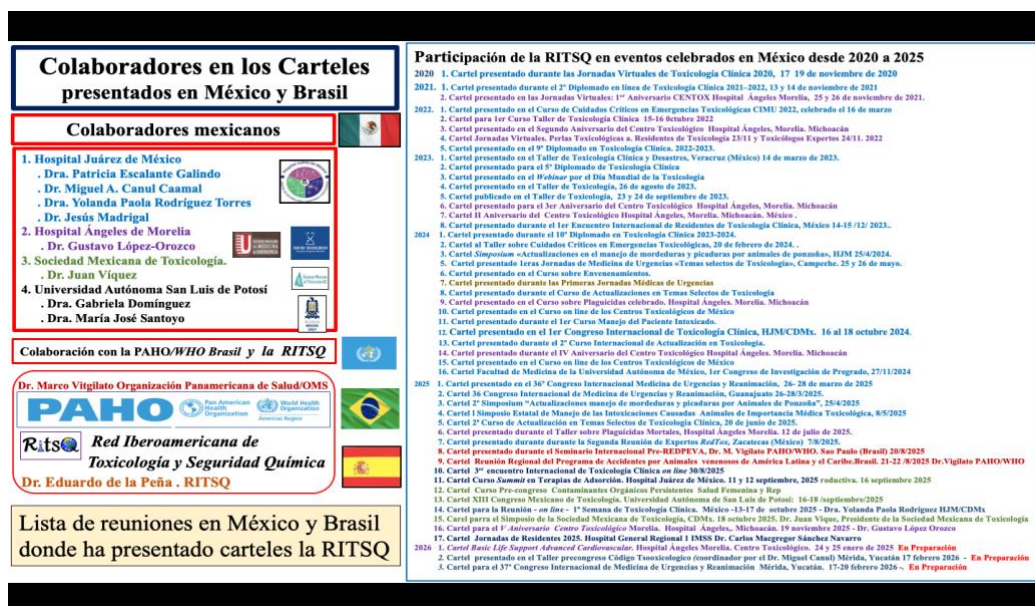 Colaboradores en los Carteles
presentados en México y Brasil
Colaboradores mexicanos
1. Hospital Juárez de México
. Dra. Patricia Escalante Galindo
. Dr. Miguel A. Canul Caamal
. Dra. Yolanda Paola Rodríguez Torres
. Dr. Jesús Madrigal
2. Hospital Ángeles de Morelia
. Dr. Gustavo López-Orozco
3. Sociedad Mexicana de Toxicología.
. Dr. Juan Víquez
4. Universidad Autónoma San Luis de Potosí
. Dra. Gabriela Domínguez
. Dra. María José Santoyo
Colaboración con la PAHO/WHO Brasil y la RITSQ
Dr. Marco Vitgilato Organización Panamericana de Salud/OMS
PAHO
Pan American
Health
Organization
World Health
Organization
Americas Region
RitsQ
Red Iberoamericana de
Toxicología y Seguridad Química
Dr. Eduardo de la Peña . RITSQ
Lista de reuniones en México y Brasil
donde ha presentado carteles la RITSQ
Participación de la RITSQ en eventos celebrados en México desde 2020 a 2025
2020 1. Cartel presentado durante las Jornadas Virtuales de Toxicología Clínica 2020, 17 19 de noviembre de 2020
2021. 1. Cartel presentado durante el 2º Diplomado en línea de Toxicología Clínica 2021–2022, 13 y 14 de noviembre de 2021
2. Cartel presentado en las Jornadas Virtuales: 1er Aniversario CENTOX Hospital Ángeles Morelia, 25 y 26 de noviembre de 2021.
2022. 1. Cartel presentado en el Curso de Cuidados Críticos en Emergencias Toxicológicas CIMU 2022, celebrado el 16 de marzo
2. Cartel para 1er Curso Taller de Toxicología Clínica 15-16 0ctubre 2022
3. Cartel presentado en el Segundo Aniversario del Centro Toxicológico Hospital Ángeles, Morelia. Michoacán
4. Cartel Jornadas Virtuales. Perlas Toxicológicas a. Residentes de Toxicología 23/11 y Toxicólogos Expertos 24/11. 2022
5. Cartel presentado en el 9º Diplomado en Toxicología Clínica. 2022-2023.
2023. 1. Cartel presentado en el Taller de Toxicología Clínica y Desastres, Veracruz (México) 14 de marzo de 2023.
2. Cartel presentado para el 5º Diplomado de Toxicología Clínica
3. Cartel presentado en el Webinar por el Día Mundial de la Toxicología
4. Cartel presentado en el Taller de Toxicología, 26 de agosto de 2023.
5. Cartel publicado en el Taller de Toxicología, 23 y 24 de septiembre de 2023.
6. Cartel presentado para el 3er Aniversario del Centro Toxicológico Hospital Ángeles, Morelia. Michoacán
7. Cartel II Aniversario del Centro Toxicológico Hospital Ángeles, Morelia. Michoacán. México .
8. Cartel presentado durante el 1er Encuentro Internacional de Residentes de Toxicología Clínica, México 14-15 /12/ 2023..
2024 1. Cartel presentado durante el 10º Diplomado en Toxicología Clínica 2023-2024.
2. Cartel al Taller sobre Cuidados Críticos en Emergencias Toxicológicas, 20 de febrero de 2024. .
3. Cartel Simposium «Actualizaciones en el manejo de mordeduras y picaduras por animales de ponzoña», HJM 25/4/2024.
5. Cartel presentado 1eras Jornadas de Medicina de Urgencias «Temas selectos de Toxicología», Campeche. 25 y 26 de mayo.
6. Cartel presentado en el Curso sobre Envenenamientos.
7. Cartel presentado durante las Primeras Jornadas Médicas de Urgencias
8. Cartel presentado durante el Curso de Actualizaciones en Temas Selectos de Toxicología
9. Cartel presentado en el Curso sobre Plaguicidas celebrado. Hospital Ángeles. Morelia. Michoacán
10. Cartel presentado en el Curso on line de los Centros Toxicológicos de México
11. Cartel presentado durante el 1er Curso Manejo del Paciente Intoxicado.
12. Cartel presentado en el 1er Congreso Internacional de Toxicología Clínica, HJM/CDMx. 16 al 18 octubre 2024.
13. Cartel presentado durante el 2º Curso Internacional de Actualización en Toxicología.
14. Cartel presentado durante el IV Aniversario del Centro Toxicológico Hospital Ángeles. Morelia. Michoacán
15. Cartel presentado en el Curso on line de los Centros Toxicológicos de México
16. Cartel Facultad de Medicina de la Universidad Autónoma de México, 1er Congreso de Investigación de Pregrado, 27/11/2024
2025 1. Cartel presentado en el 36º Congreso Internacional Medicina de Urgencias y Reanimación, 26- 28 de marzo de 2025
2. Cartel 36 Congreso Internacional de Medicina de Urgencias y Reanimación, Guanajuato 26-28/3/2025.
3. Cartel 2º Simposium "Actualizaciones manejo de mordeduras y picaduras por Animales de Ponzoña", 25/4/2025
4. Cartel I Simposio Estatal de Manejo de las Intoxicaciones Causadas Animales de Importancia Médica Toxicológica, 8/5/2025
5. Cartel 2º Curso de Actualización en Temas Selectos de Toxicología Clínica, 20 de junio de 2025.
6. Cartel presentado durante el Taller sobre Plaguicidas Mortales, Hospital Ángeles Morelia. 12 de julio de 2025.
7. Cartel presentado durante durante la Segunda Reunión de Expertos RedTox, Zacatecas (México) 7/8/2025.
8. Cartel presentado durante el Seminario Internacional Pre-REDPEVA, Dr. M. Vigilato PAHO/WHO. Sao Paulo (Brasil) 20/8/2025
9. Cartel Reunión Regional del Programa de Accidentes por Animales venenosos de América Latina y el Caribe.Brasil. 21-22 /8/2025 Dr.Vigilato PAHO/WHO
10. Cartel 3er encuentro Internacional de Toxicología Clínica on line 30/8/2025
11. Cartel Curso Summit en Terapias de Adsorción. Hospital Juárez de México. 11 y 12 septiembre, 2025 roductiva. 16 septiembre 2025
12. Cartel Curso Pre-congreso Contaminantes Orgánicos Persistentes Salud Femenina y Rep
13. Cartel XIII Congreso Mexicano de Toxicología. Universidad Autónoma de San Luis de Potosí: 16-18 /septiembre/2025
14. Cartel para la Reunión - on line - 1ª Semana de Toxicología Clínica. México -13-17 de octubre 2025 - Dra. Yolanda Paola Rodríguez HJM/CDMx
15. Cartel para el Simposio de la Sociedad Mexicana de Toxicología, CDMx. 18 octubre 2025. Dr. Juan Vique, Presidente de la Sociedad Mexicana de Toxicología
16. Cartel para el V Aniversario Centro Toxicológico Morelia. Hospital Ángeles,. Michoacán. 19 noviembre 2025 - Dr. Gustavo López Orozco
17. Cartel Jornadas de Residentes 2025. Hospital General Regional 1 IMSS Dr. Carlos Macgregor Sánchez Navarro
2026 1. Cartel Basic Life Support Advanced Cardiovascular. Hospital Ángeles Morelia. Centro Toxicológico. 24 y 25 enero de 2025 En Preparación
2. Cartel presentado en el Taller precongreso Código Tsooxicologico (coordinador por el Dr. Miguel Canul) Mérida, Yucatán 17 febrero 2026 - En Preparación
3. Cartel para el 37º Congreso Internacional de Medicina de Urgencias y Reanimación Mérida, Yucatán. 17-20 febrero 2026 -. En Preparación